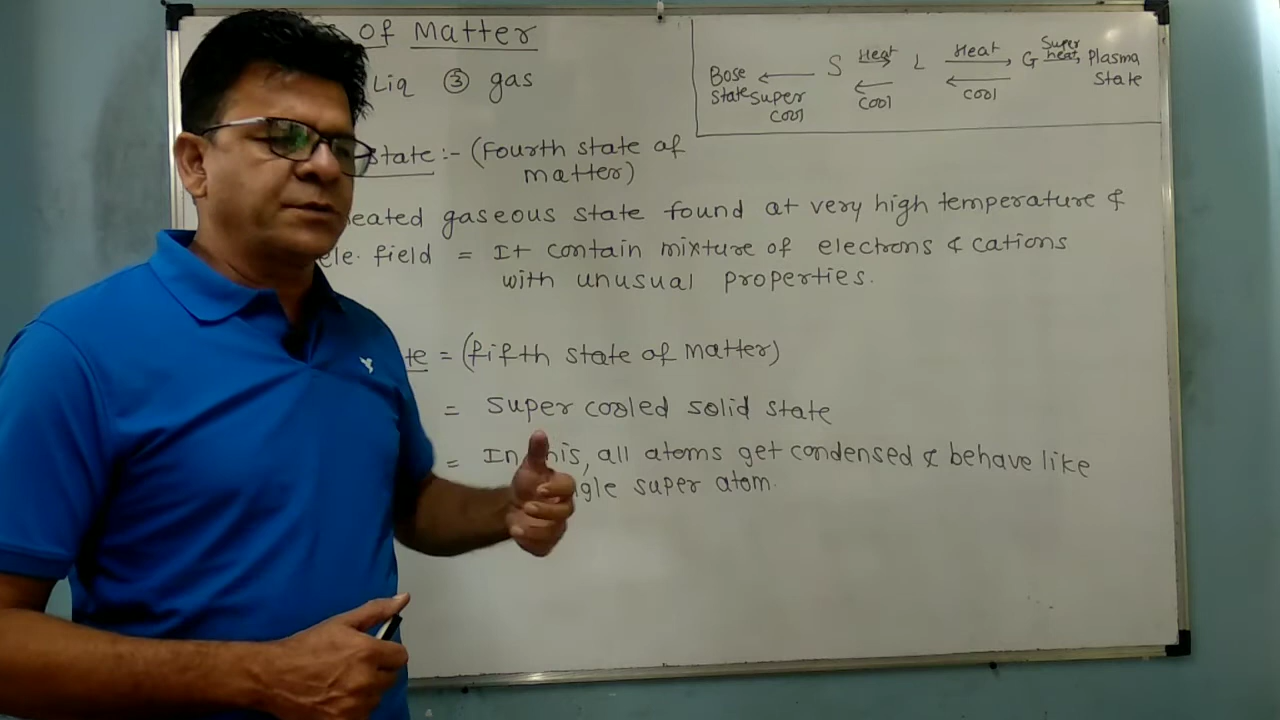 of Matter
Liq ③ gas
state :- (Fourth state of
matter)
eated gaseous state found at very high temperature &
ele. field = It contain mixture of electrons & cations
with unusual properties.
te = (fifth state of matter)
= super cooled solid state
= In this, all atoms get condensed & behave like
gle super atom.
Bose ← S Heat → L Heat → G Super heat → Plasma
state super cool ← cool ← cool State